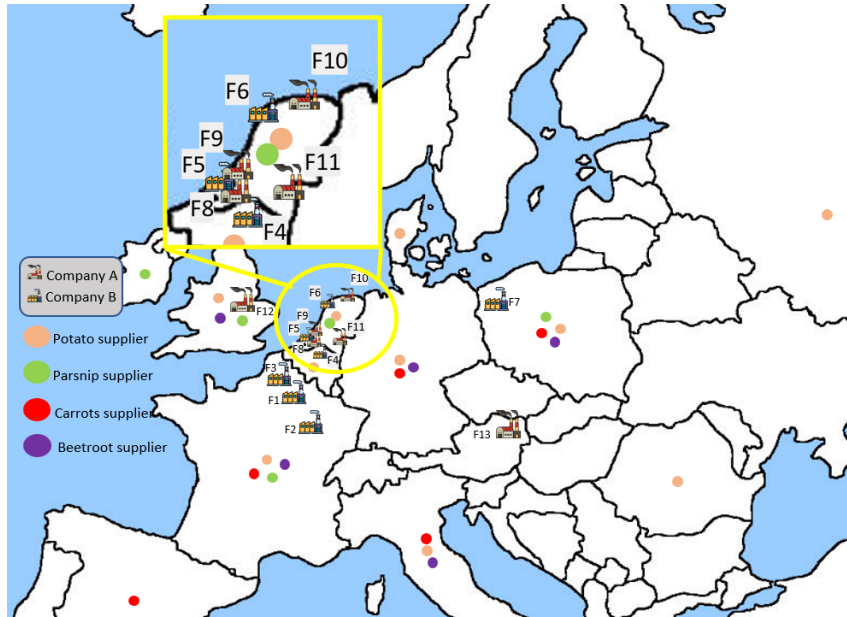 F10
F6
F9
F11
F5
F8
F4
Company A
Company B
F12
F10
F6
F9
F5
F11
F8
F4
F7
F3
F1
F2
F13
Potato supplier
Parsnip supplier
Carrots supplier
Beetroot supplier